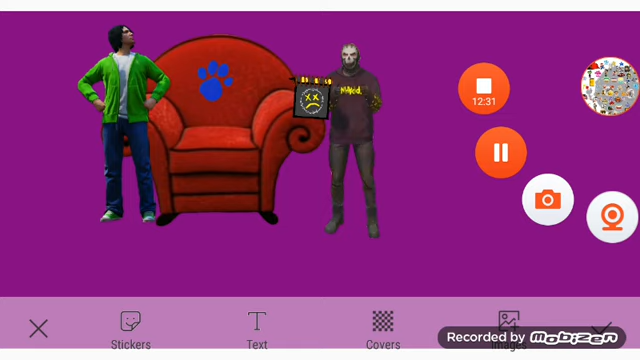 12:31
Naked
Stickers
Text
Covers
Images
Recorded by mobizen